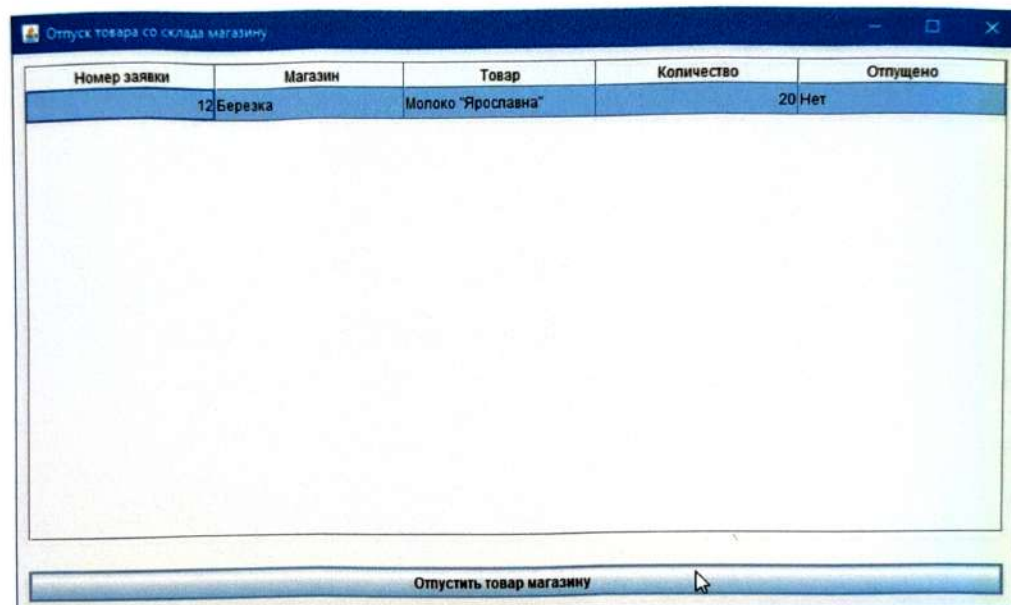 Отпуск товара со склада магазину
Номер заявки Магазин Товар Количество Отпущено
12 Березка Молоко "Ярославна" 20 Нет
Отпустить товар магазину